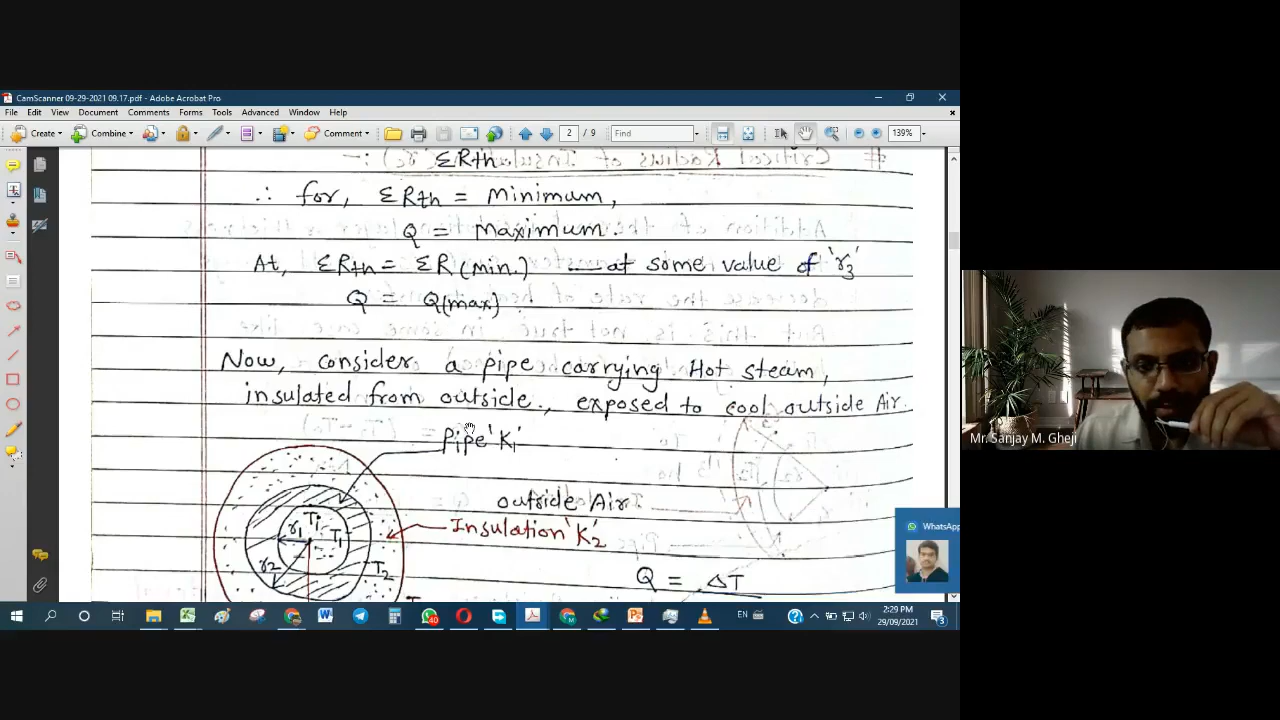 CamScanner 09-29-2021 09.17.pdf - Adobe Acrobat Pro
File Edit View Document Comments Forms Tools Advanced Window Help
Create Combine Comment 2 / 9 Find 139%
ΣRth
∴ for, ΣRth = Minimum,
Q = Maximum.
At, ΣRth = ΣR (min.) — at some value of 'r3'
Q = Q(max)
Now, consider a pipe carrying Hot steam,
insulated from outside., exposed to cool outside Air.
Pipe 'K1'
outside Air.
Insulation 'K2'
Ti
r1
T1
r2
T2
Q = ΔT
Mr. Sanjay M. Gheji
WhatsApp
40
EN
2:29 PM
29/09/2021
3